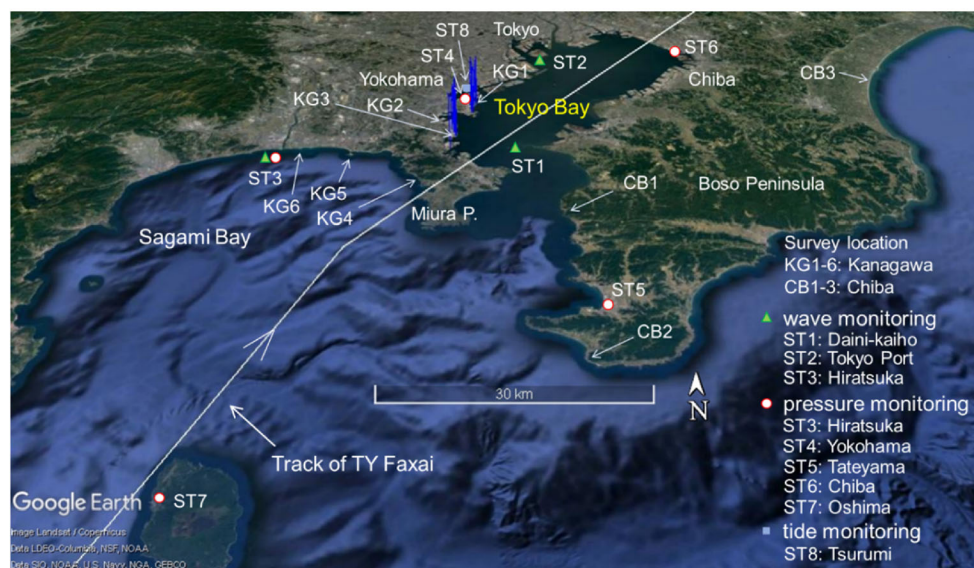 ST8
Tokyo
ST4
KG1
ST2
ST6
Yokohama
Chiba
CB3
KG3
KG2
Tokyo Bay
ST1
ST3
KG5
KG6
KG4
CB1
Boso Peninsula
Miura P.
Sagami Bay
Survey location
KG1-6: Kanagawa
CB1-3: Chiba
ST5
wave monitoring
CB2
ST1: Daini-kaiho
ST2: Tokyo Port
ST3: Hiratsuka
30 km
N
pressure monitoring
ST3: Hiratsuka
ST4: Yokohama
ST5: Tateyama
ST6: Chiba
ST7: Oshima
Track of TY Faxai
Google Earth
ST7
tide monitoring
ST8: Tsurumi
Image Landsat / Copernicus
Data LDEO-Columbia, NSF, NOAA
Data SIO, NOAA, U.S. Navy, NGA, GEBCO